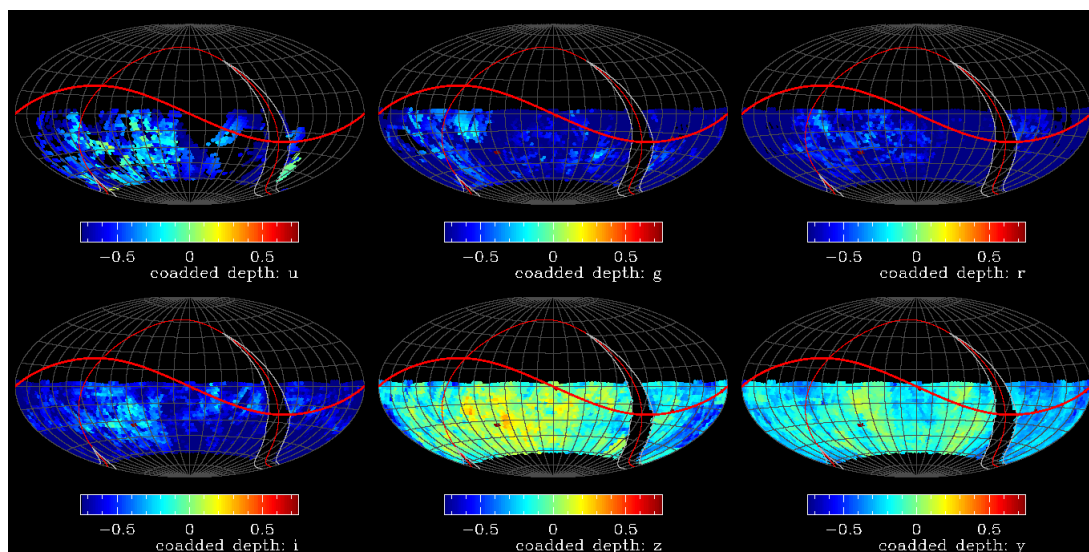 −0.5 0 0.5
coadded depth: u
−0.5 0 0.5
coadded depth: g
−0.5 0 0.5
coadded depth: r
−0.5 0 0.5
coadded depth: i
−0.5 0 0.5
coadded depth: z
−0.5 0 0.5
coadded depth: y